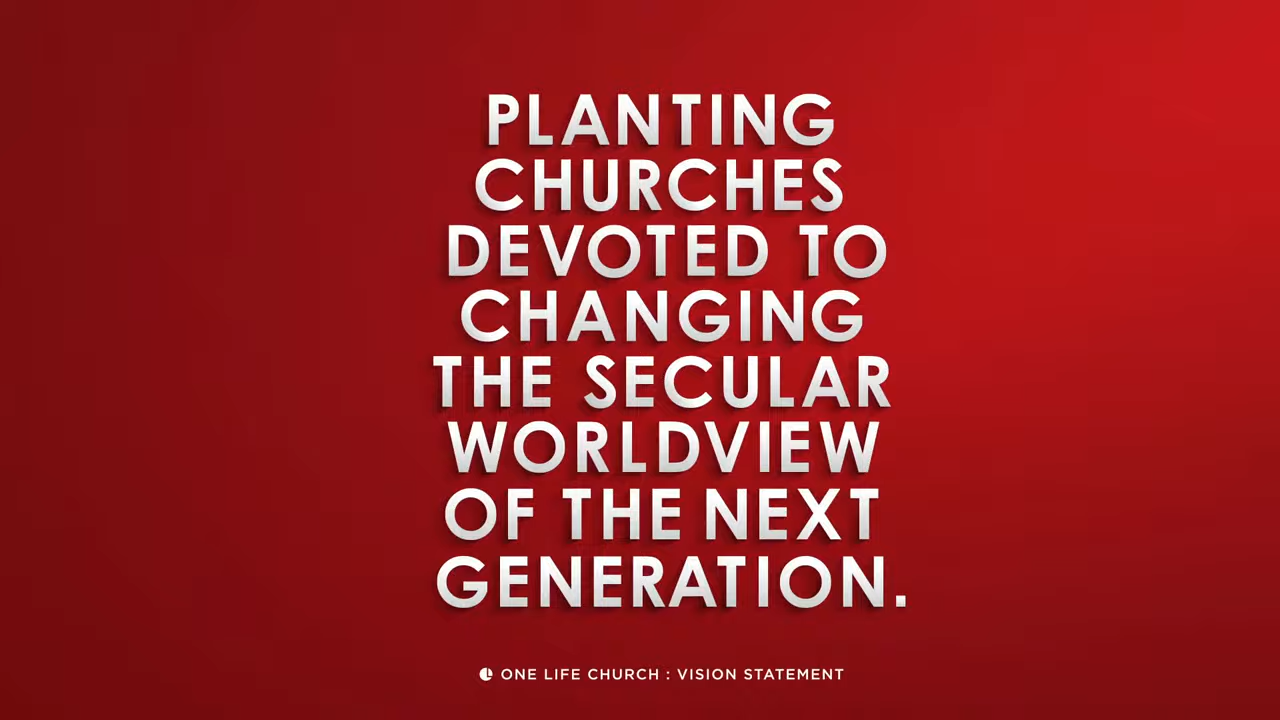 PLANTING
CHURCHES
DEVOTED TO
CHANGING
THE SECULAR
WORLDVIEW
OF THE NEXT
GENERATION.
ONE LIFE CHURCH : VISION STATEMENT